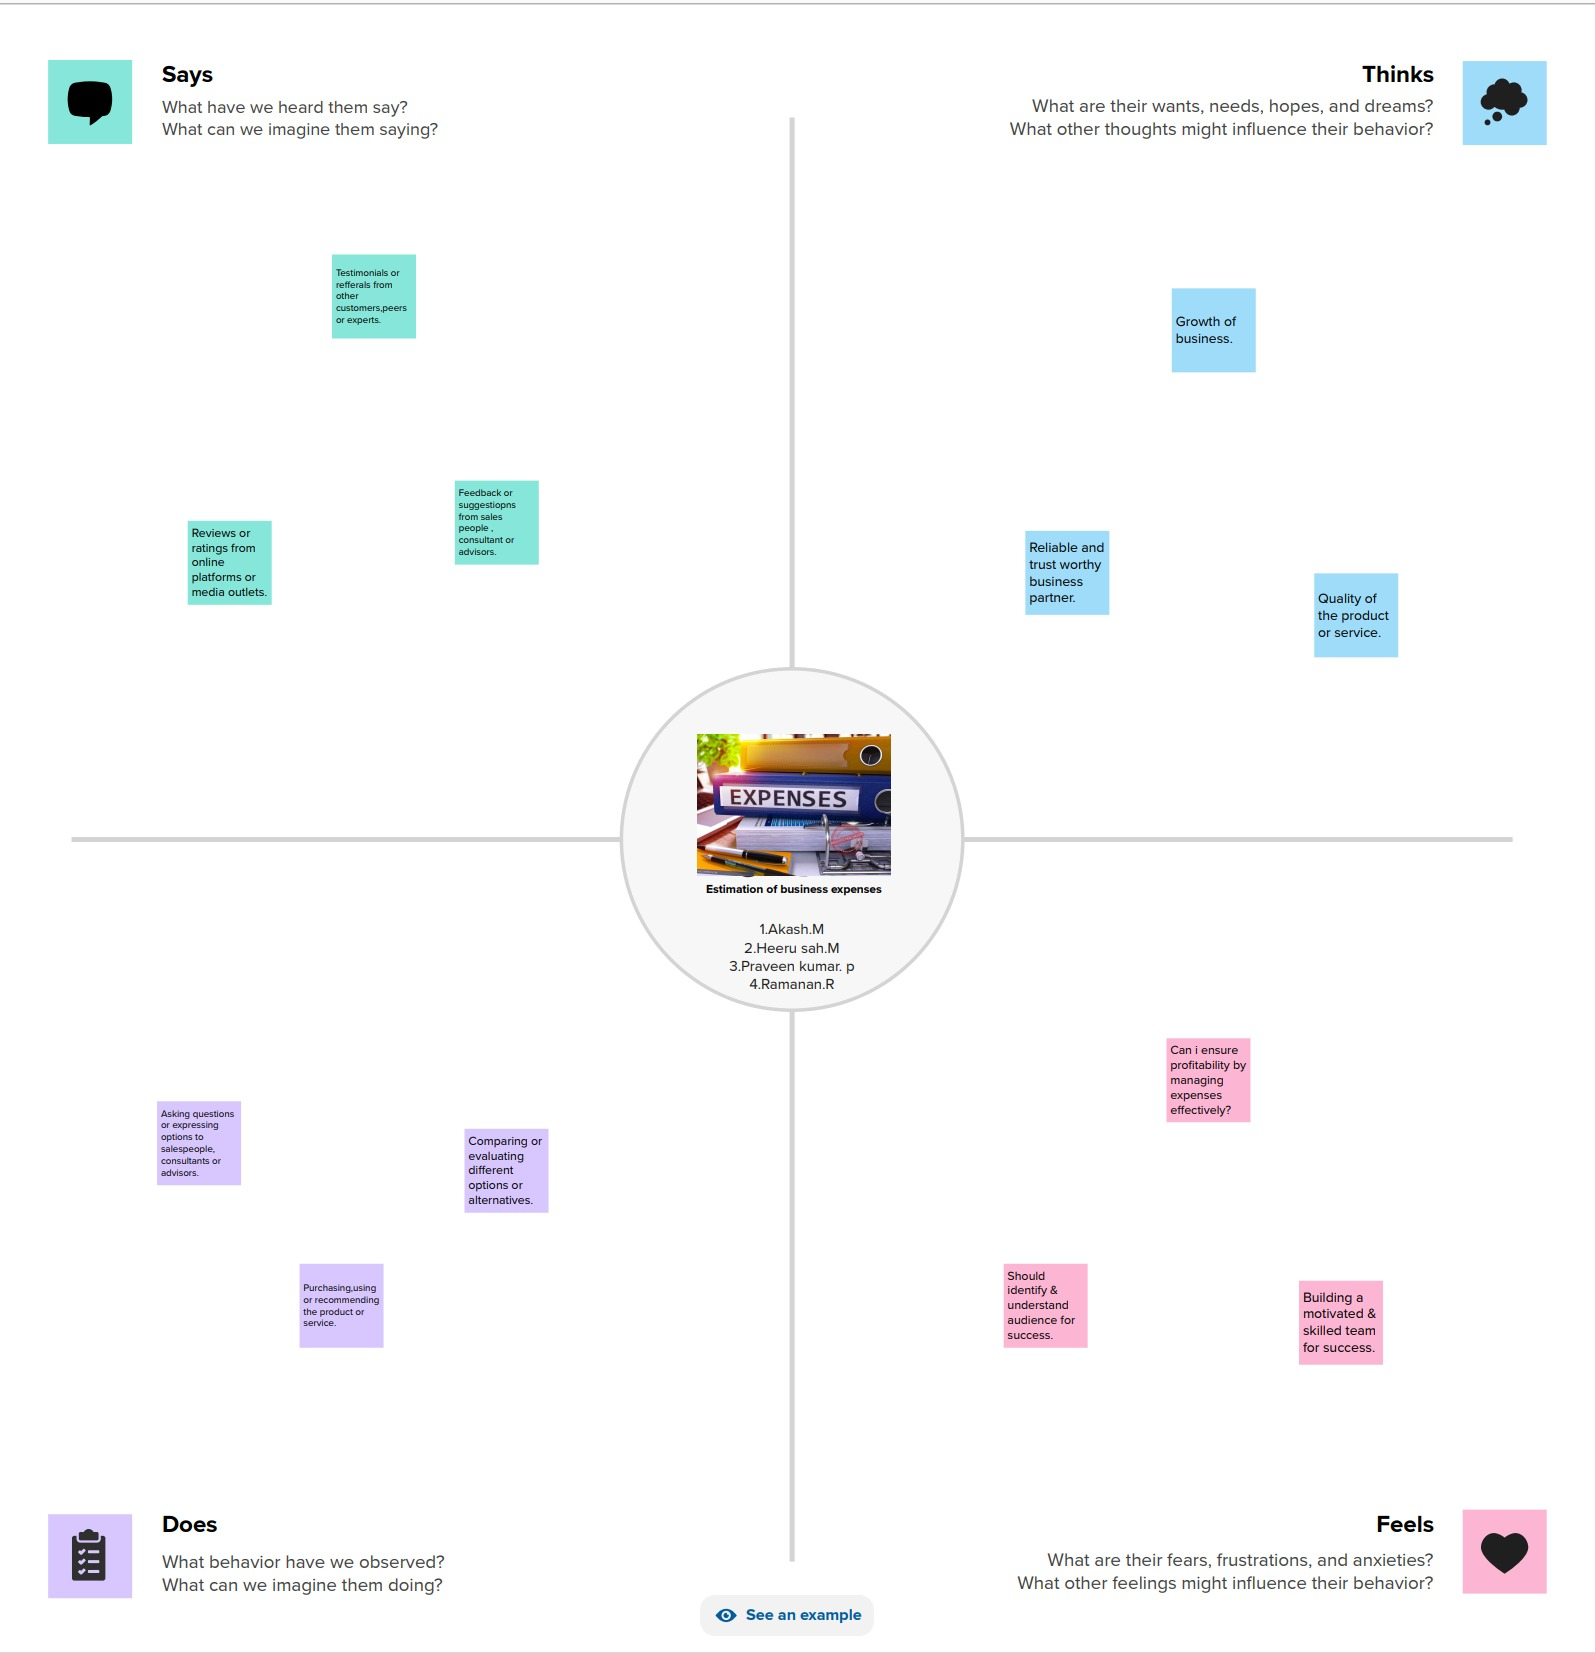 Says
What have we heard them say?
What can we imagine them saying?
Thinks
What are their wants, needs, hopes, and dreams?
What other thoughts might influence their behavior?
Testimonials or
refferals from
other
customers,peers
or experts.
Feedback or
suggestiopns
from sales
people ,
consultant or
advisors.
Reviews or
ratings from
online
platforms or
media outlets.
Growth of
business.
Reliable and
trust worthy
business
partner.
Quality of
the product
or service.
EXPENSES
Estimation of business expenses
1.Akash.M
2.Heeru sah.M
3.Praveen kumar. p
4.Ramanan.R
Asking questions
or expressing
options to
salespeople,
consultants or
advisors.
Comparing or
evaluating
different
options or
alternatives.
Purchasing,using
or recommending
the product or
service.
Can i ensure
profitability by
managing
expenses
effectively?
Should
identify &
understand
audience for
success.
Building a
motivated &
skilled team
for success.
Does
What behavior have we observed?
What can we imagine them doing?
Feels
What are their fears, frustrations, and anxieties?
What other feelings might influence their behavior?
See an example